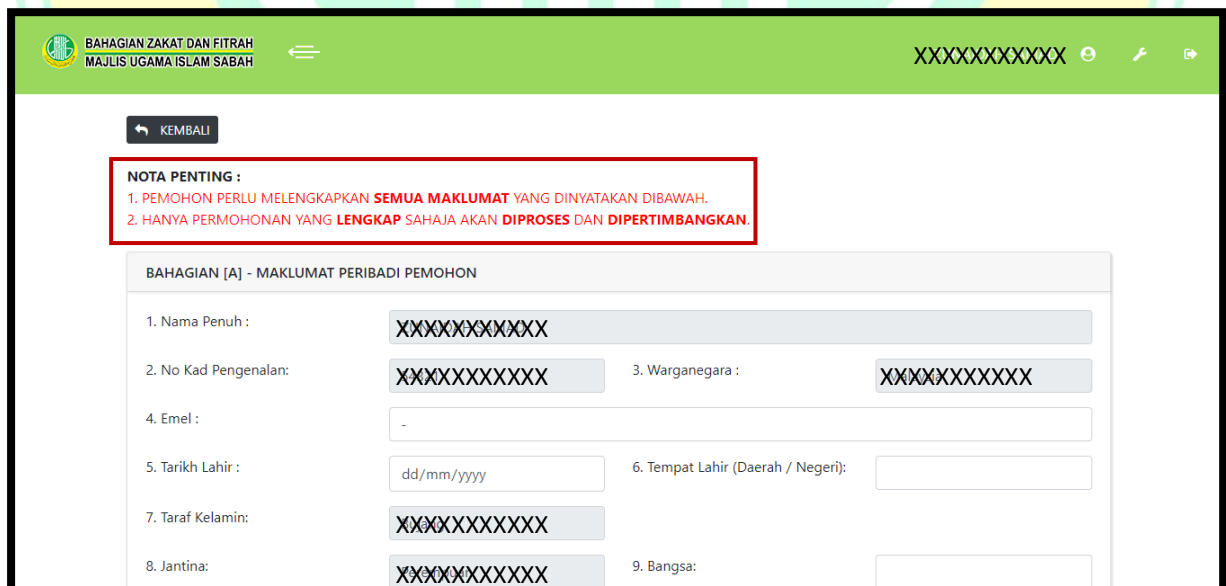 BAHAGIAN ZAKAT DAN FITRAH
MAJLIS UGAMA ISLAM SABAH
XXXXXXXXXXX
KEMBALI
NOTA PENTING :
1. PEMOHON PERLU MELENGKAPKAN SEMUA MAKLUMAT YANG DINYATAKAN DIBAWAH.
2. HANYA PERMOHONAN YANG LENGKAP SAHAJA AKAN DIPROSES DAN DIPERTIMBANGKAN.
BAHAGIAN [A] - MAKLUMAT PERIBADI PEMOHON
1. Nama Penuh : XXXXXXXXXXX
2. No Kad Pengenalan: XXXXXXXXXXX 3. Warganegara : XXXXXXXXXXX
4. Emel : -
5. Tarikh Lahir : dd/mm/yyyy 6. Tempat Lahir (Daerah / Negeri):
7. Taraf Kelamin: XXXXXXXXXXX
8. Jantina: XXXXXXXXXXX 9. Bangsa: